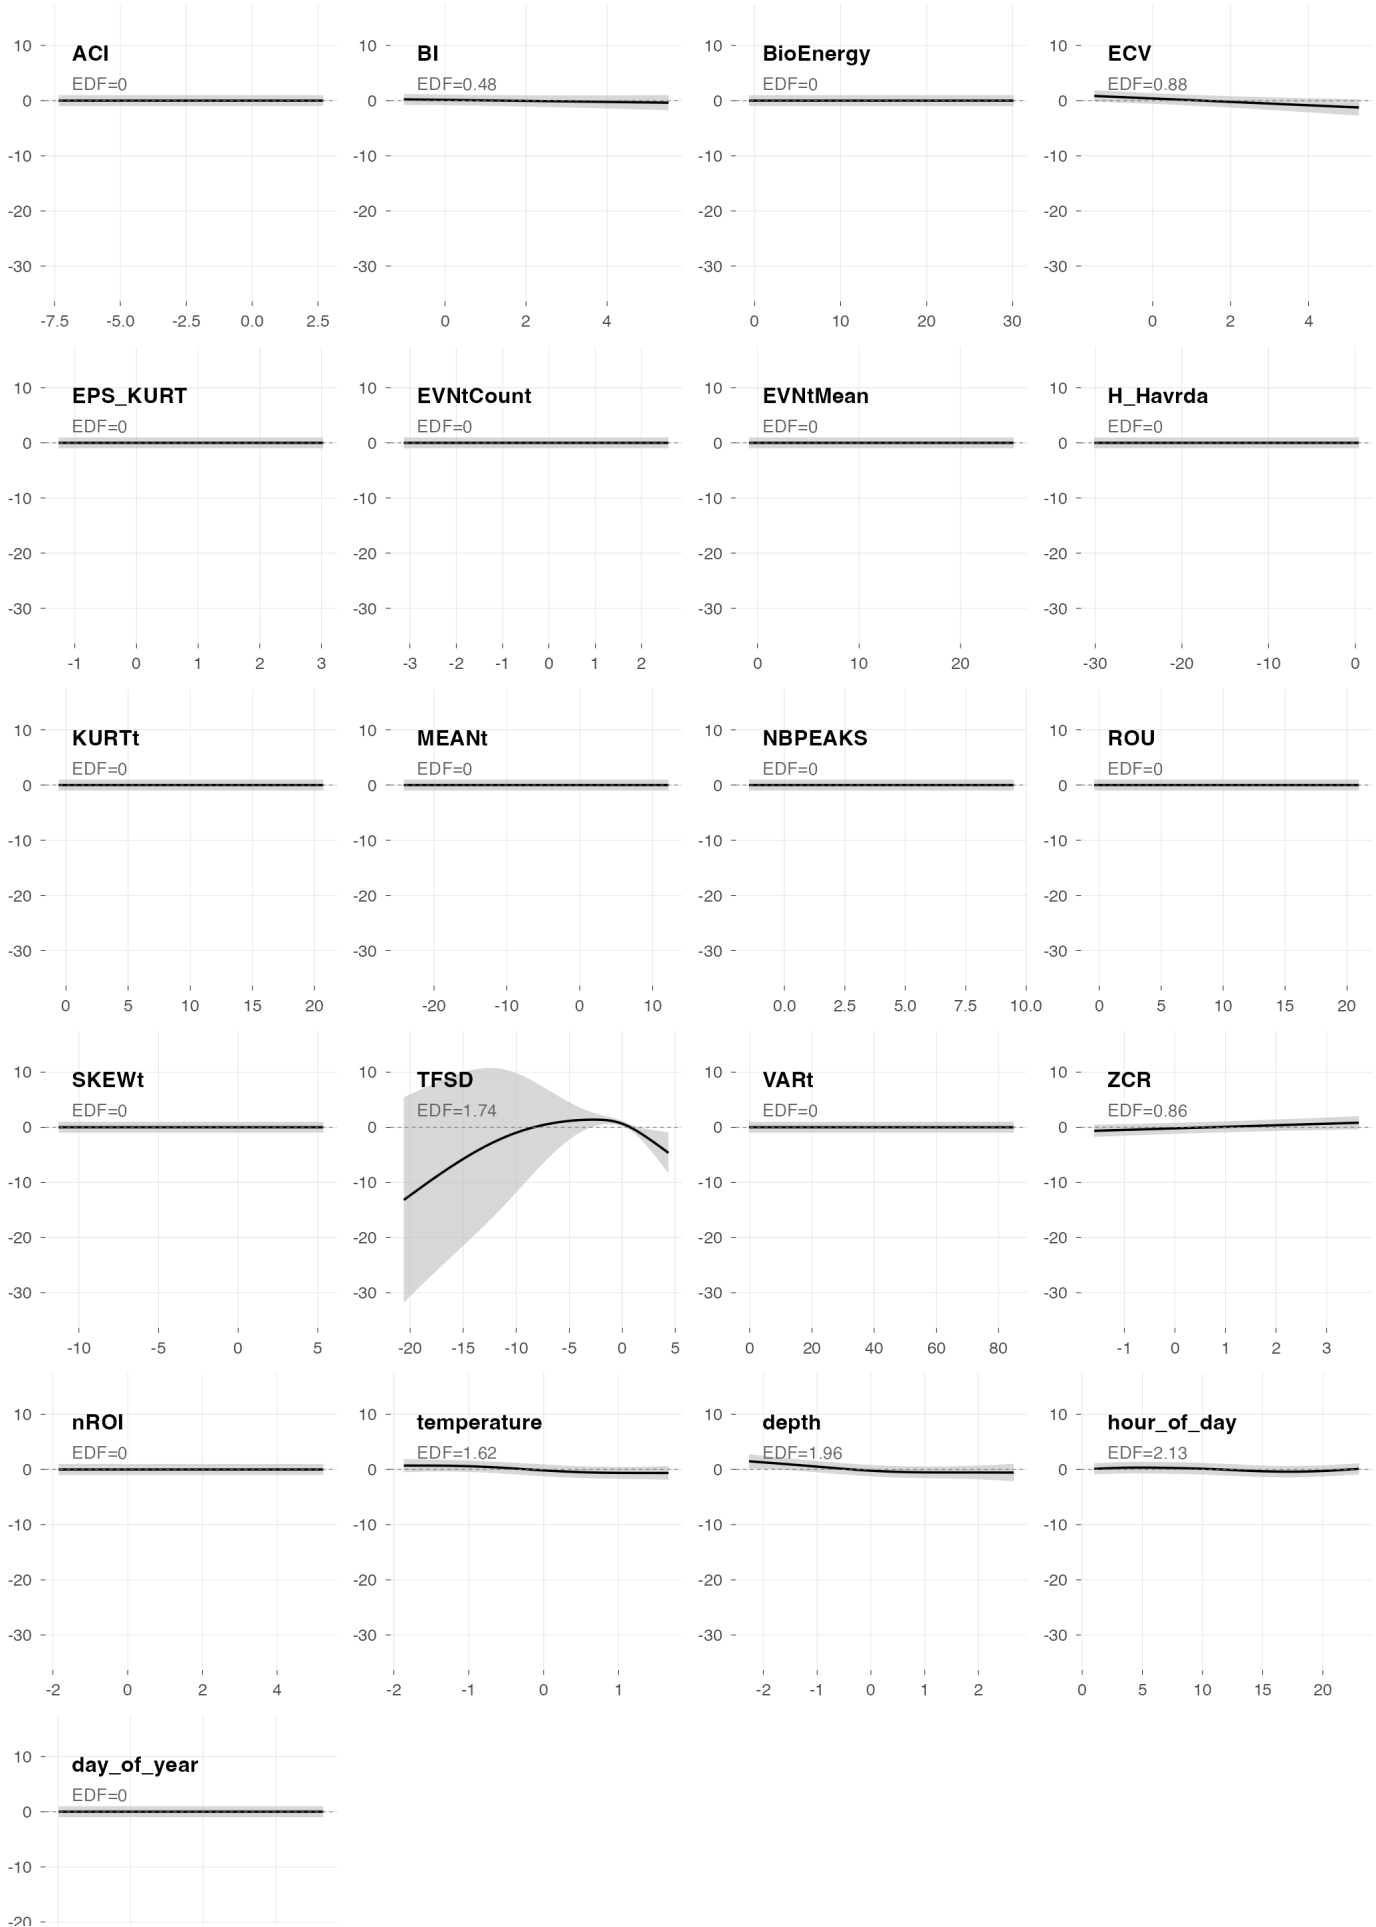 ACI
EDF=0
10
0
-10
-20
-30
-7.5 -5.0 -2.5 0.0 2.5
BI
EDF=0.48
10
0
-10
-20
-30
0 2 4
BioEnergy
EDF=0
10
0
-10
-20
-30
0 10 20 30
ECV
EDF=0.88
10
0
-10
-20
-30
0 2 4
EPS_KURT
EDF=0
10
0
-10
-20
-30
-1 0 1 2 3
EVNtCount
EDF=0
10
0
-10
-20
-30
-3 -2 -1 0 1 2
EVNtMean
EDF=0
10
0
-10
-20
-30
0 10 20
H_Havrda
EDF=0
10
0
-10
-20
-30
-30 -20 -10 0
KURTt
EDF=0
10
0
-10
-20
-30
0 5 10 15 20
MEANt
EDF=0
10
0
-10
-20
-30
-20 -10 0 10
NBPEAKS
EDF=0
10
0
-10
-20
-30
0.0 2.5 5.0 7.5 10.0
ROU
EDF=0
10
0
-10
-20
-30
0 5 10 15 20
SKEWt
EDF=0
10
0
-10
-20
-30
-10 -5 0 5
TFSD
EDF=1.74
10
0
-10
-20
-30
-20 -15 -10 -5 0 5
VARt
EDF=0
10
0
-10
-20
-30
0 20 40 60 80
ZCR
EDF=0.86
10
0
-10
-20
-30
-1 0 1 2 3
nROI
EDF=0
10
0
-10
-20
-30
-2 0 2 4
temperature
EDF=1.62
10
0
-10
-20
-30
-2 -1 0 1
depth
EDF=1.96
10
0
-10
-20
-30
-2 -1 0 1 2
hour_of_day
EDF=2.13
10
0
-10
-20
-30
0 5 10 15 20
day_of_year
EDF=0
10
0
-10
-20